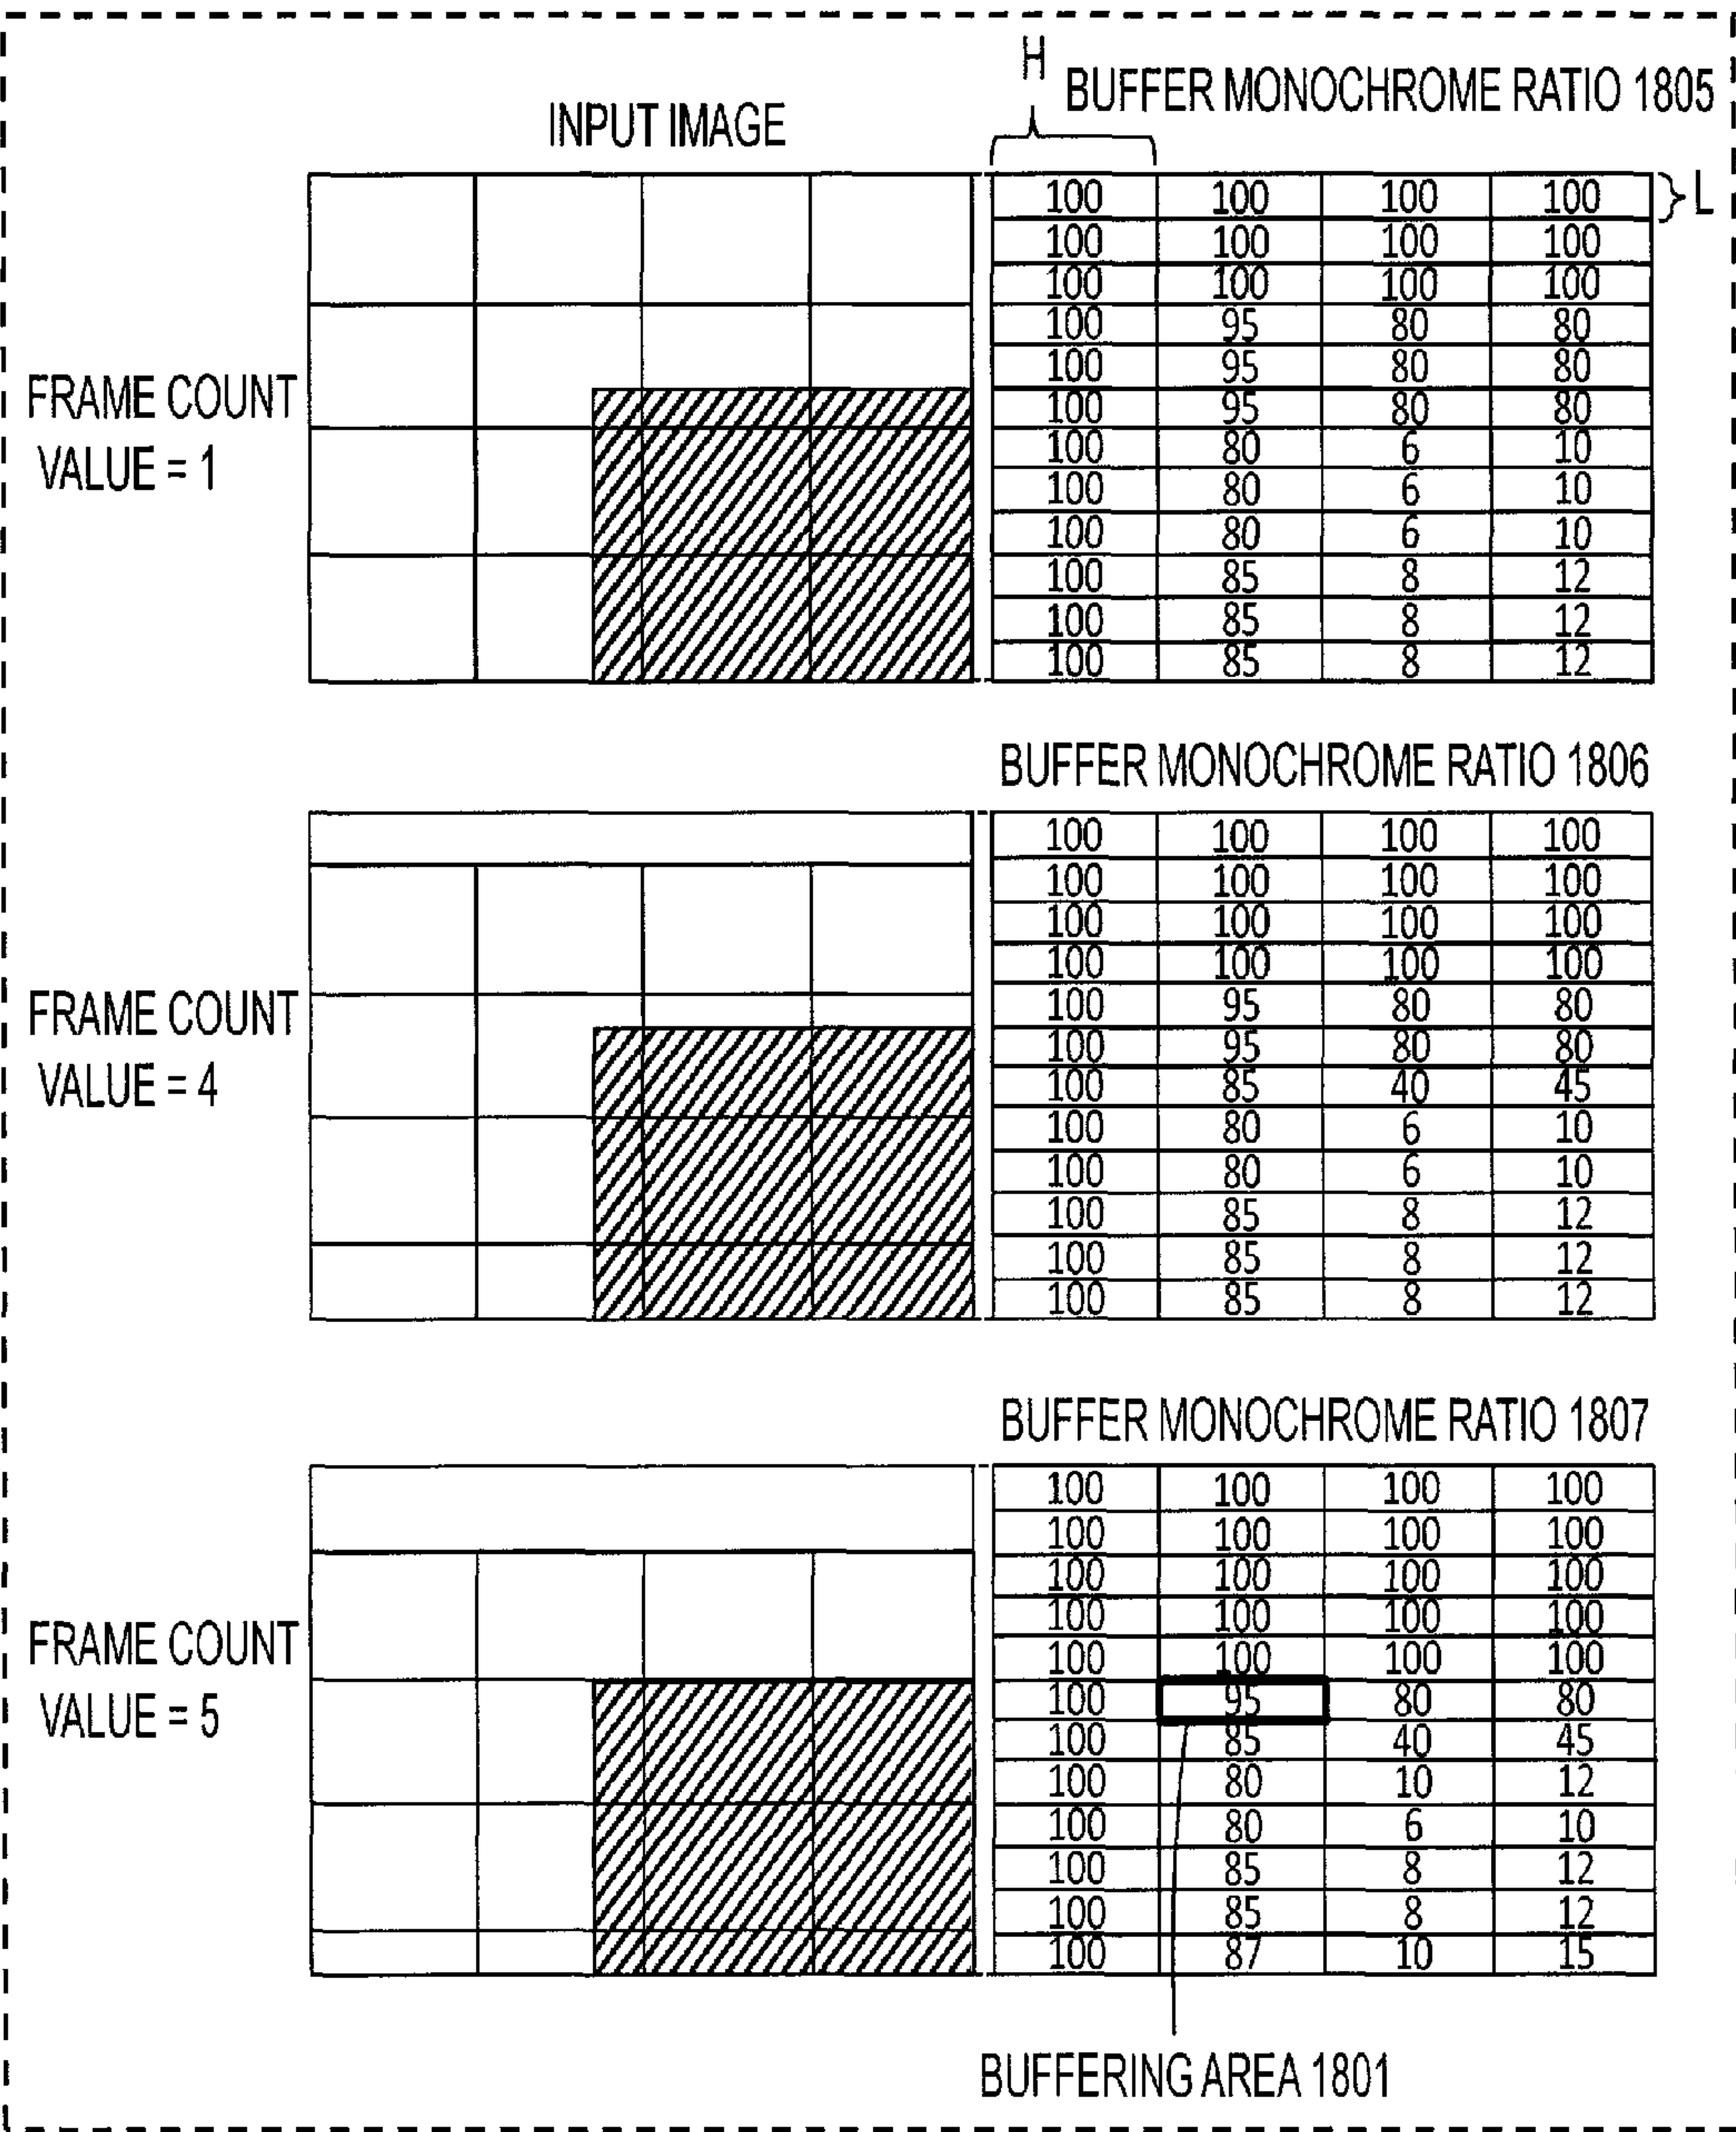 H
BUFFER MONOCHROME RATIO 1805
INPUT IMAGE
100 100 100 100
L
100 100 100 100
100 100 100 100
100 95 80 80
100 95 80 80
100 95 80 80
100 80 6 10
100 80 6 10
100 80 6 10
100 85 8 12
100 85 8 12
100 85 8 12
FRAME COUNT
VALUE = 1
BUFFER MONOCHROME RATIO 1806
100 100 100 100
100 100 100 100
100 100 100 100
100 100 100 100
100 95 80 80
100 95 80 80
100 85 40 45
100 80 6 10
100 80 6 10
100 85 8 12
100 85 8 12
100 85 8 12
FRAME COUNT
VALUE = 4
BUFFER MONOCHROME RATIO 1807
100 100 100 100
100 100 100 100
100 100 100 100
100 100 100 100
100 100 100 100
100 95 80 80
100 85 40 45
100 80 10 12
100 80 6 10
100 85 8 12
100 85 8 12
100 87 10 15
FRAME COUNT
VALUE = 5
BUFFERING AREA 1801